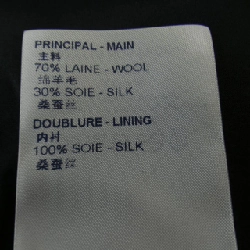 PRINCIPAL - MAIN
主料
70% LAINE - WOOL
绵羊毛
30% SOIE - SILK
桑蚕丝
DOUBLURE - LINING
内衬
100% SOIE - SILK
桑蚕丝